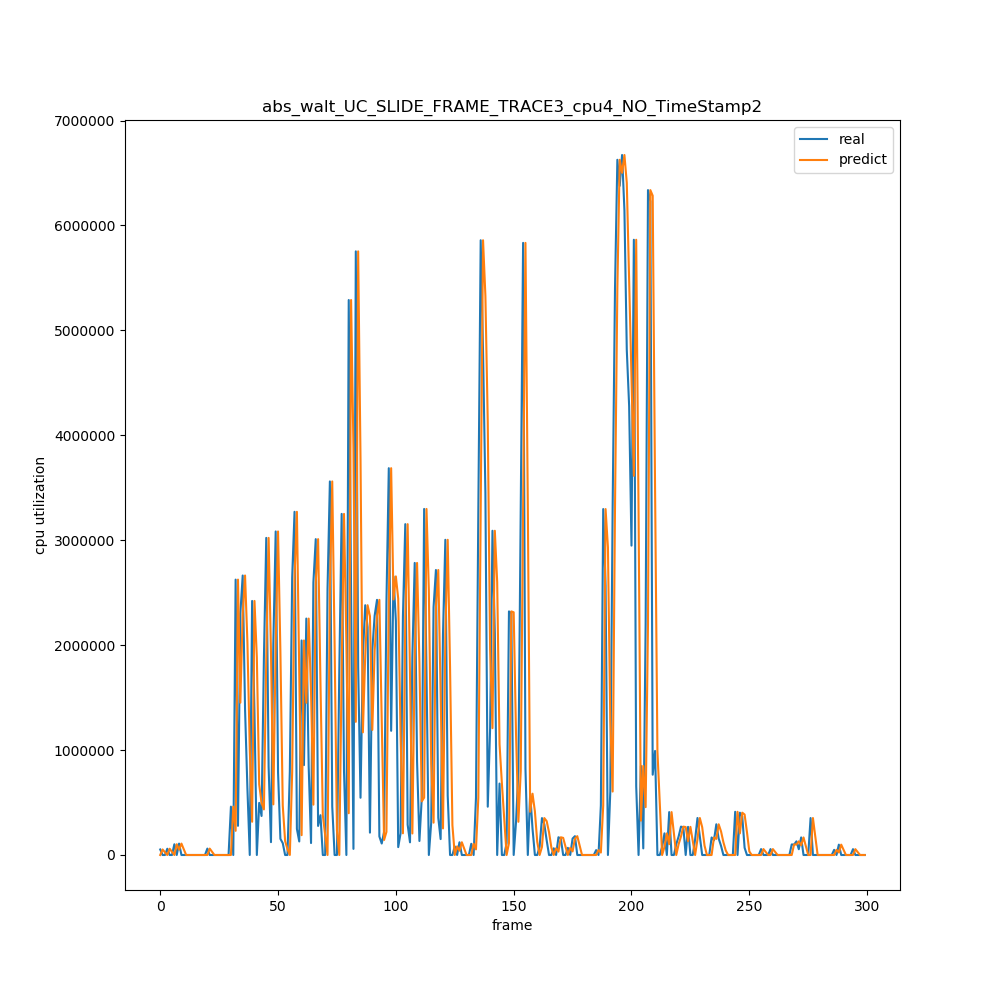 abs_walt_UC_SLIDE_FRAME_TRACE3_cpu4_NO_TimeStamp2
real
predict
7000000
6000000
5000000
4000000
3000000
2000000
1000000
0
cpu utilization
0 50 100 150 200 250 300
frame